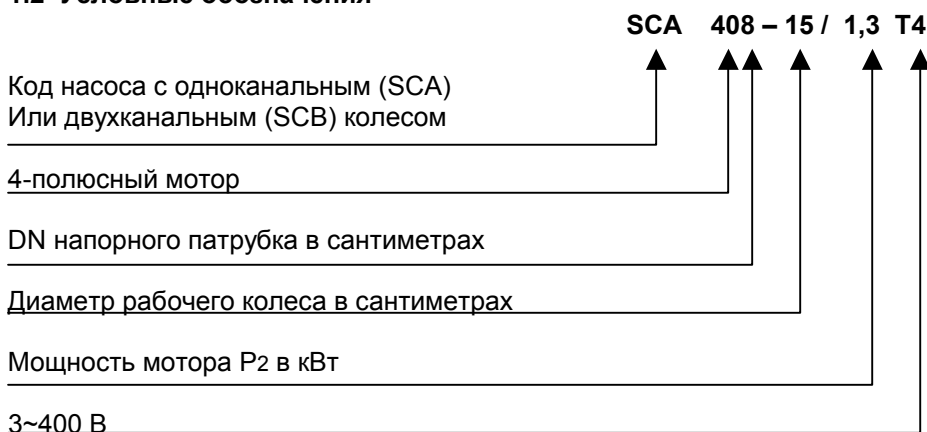 1.2 Условные обозначения
SCA 408 – 15 / 1,3 T4
Код насоса с одноканальным (SCA)
Или двухканальным (SCB) колесом
4-полюсный мотор
DN напорного патрубка в сантиметрах
Диаметр рабочего колеса в сантиметрах
Мощность мотора P2 в кВт
3~400 В